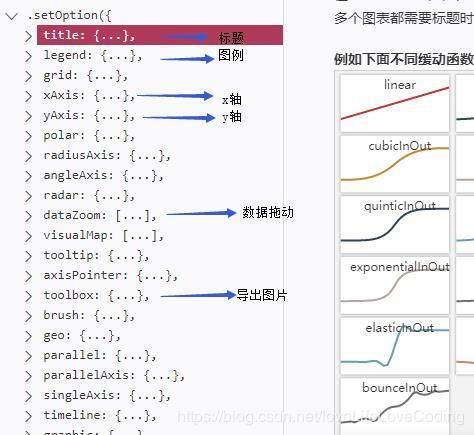 .setOption({
title: {...}, 标题
legend: {...}, 图例
grid: {...},
xAxis: {...}, x轴
yAxis: {...}, y轴
polar: {...},
radiusAxis: {...},
angleAxis: {...},
radar: {...},
dataZoom: [...], 数据拖动
visualMap: [...],
tooltip: {...},
axisPointer: {...},
toolbox: {...}, 导出图片
brush: {...},
geo: {...},
parallel: {...},
parallelAxis: {...},
singleAxis: {...},
timeline: {...},
graphic: {...},
多个图表都需要标题时
例如下面不同缓动函数
linear
cubicInOut
quinticInOut
exponentialInOut
elasticInOut
bounceInOut
https://blog.csdn.net/loveLifeLoveCoding